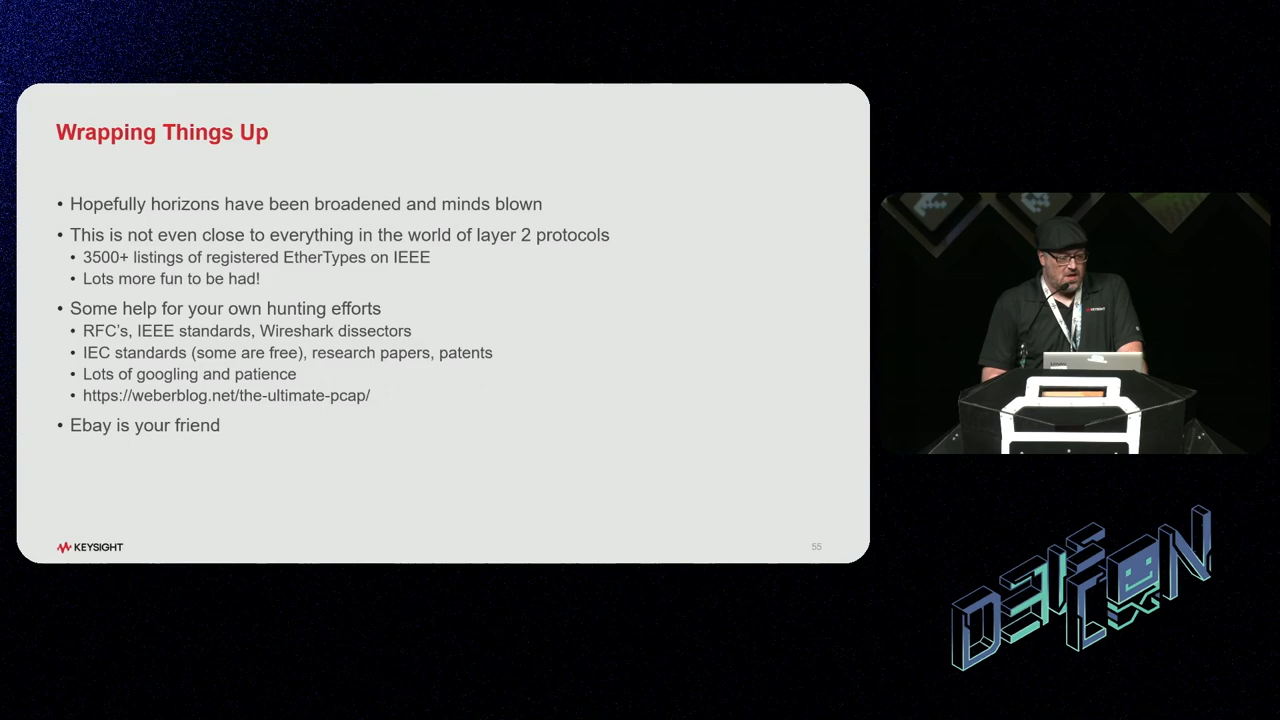 Wrapping Things Up
• Hopefully horizons have been broadened and minds blown
• This is not even close to everything in the world of layer 2 protocols
• 3500+ listings of registered EtherTypes on IEEE
• Lots more fun to be had!
• Some help for your own hunting efforts
• RFC's, IEEE standards, Wireshark dissectors
• IEC standards (some are free), research papers, patents
• Lots of googling and patience
• https://weberblog.net/the-ultimate-pcap/
• Ebay is your friend
KEYSIGHT
55
KEYSIGHT
DEF CON